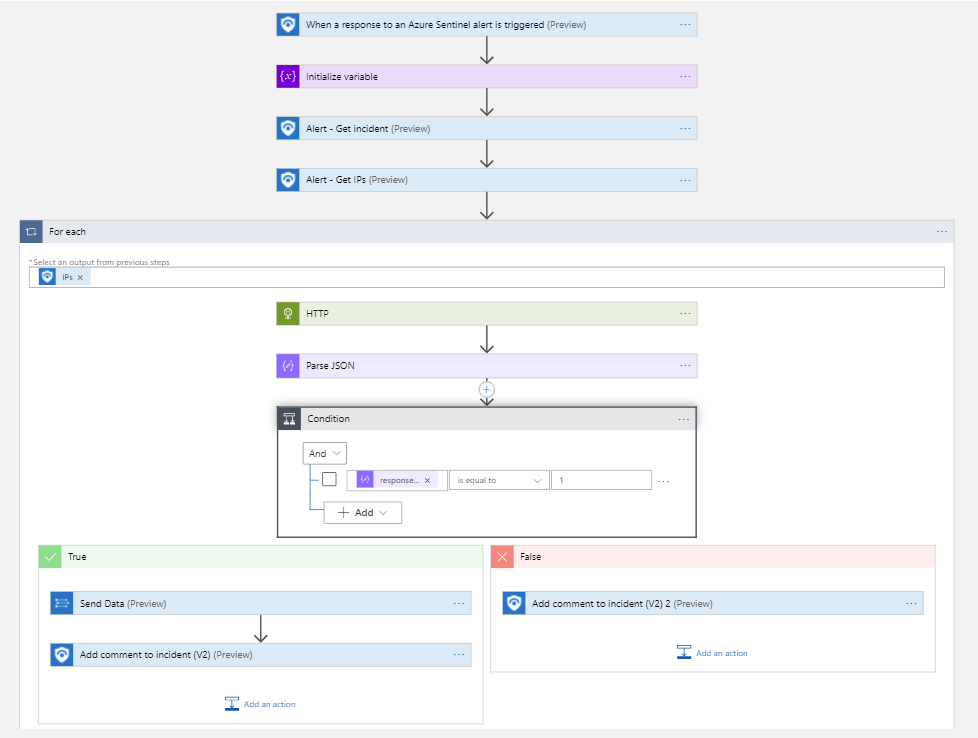 When a response to an Azure Sentinel alert is triggered (Preview)
{x} Initialize variable
Alert - Get incident (Preview)
Alert - Get IPs (Preview)
For each
*Select an output from previous steps
IPs ×
HTTP
Parse JSON
Condition
And
response... × is equal to 1
Add
True
False
Send Data (Preview)
Add comment to incident (V2) 2 (Preview)
Add comment to incident (V2) (Preview)
Add an action
Add an action